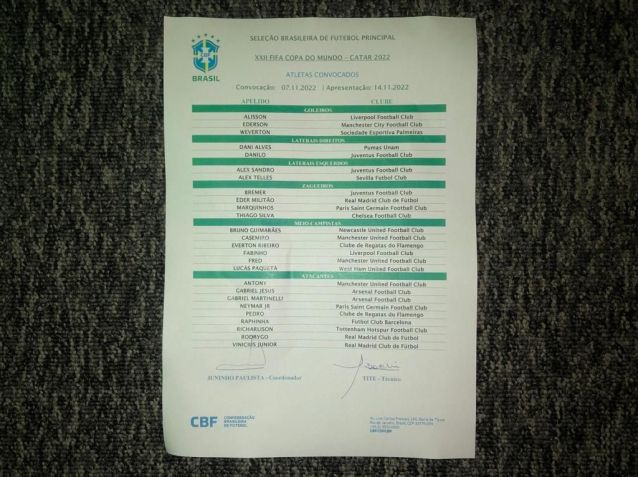 SELEÇÃO BRASILEIRA DE FUTEBOL PRINCIPAL
CBF
BRASIL
XXII FIFA COPA DO MUNDO – CATAR 2022
ATLETAS CONVOCADOS
Convocação: 07.11.2022 | Apresentação: 14.11.2022
APELIDO CLUBE
GOLEIROS
ALISSON Liverpool Football Club
EDERSON Manchester City Football Club
WEVERTON Sociedade Esportiva Palmeiras
LATERAIS DIREITOS
DANI ALVES Pumas Unam
DANILO Juventus Football Club
LATERAIS ESQUERDOS
ALEX SANDRO Juventus Football Club
ALEX TELLES Sevilla Futbol Club
ZAGUEIROS
BREMER Juventus Football Club
ÉDER MILITÃO Real Madrid Club de Fútbol
MARQUINHOS Paris Saint Germain Football Club
THIAGO SILVA Chelsea Football Club
MEIO-CAMPISTAS
BRUNO GUIMARÃES Newcastle United Football Club
CASEMIRO Manchester United Football Club
EVERTON RIBEIRO Clube de Regatas do Flamengo
FABINHO Liverpool Football Club
FRED Manchester United Football Club
LUCAS PAQUETÁ West Ham United Football Club
ATACANTES
ANTONY Manchester United Football Club
GABRIEL JESUS Arsenal Football Club
GABRIEL MARTINELLI Arsenal Football Club
NEYMAR JR Paris Saint Germain Football Club
PEDRO Clube de Regatas do Flamengo
RAPHINHA Futbol Club Barcelona
RICHARLISON Tottenham Hotspur Football Club
RODRYGO Real Madrid Club de Fútbol
VINICIUS JUNIOR Real Madrid Club de Fútbol
JUNINHO PAULISTA – Coordenador TITE – Técnico
CBF CONFEDERAÇÃO
BRASILEIRA
DE FUTEBOL